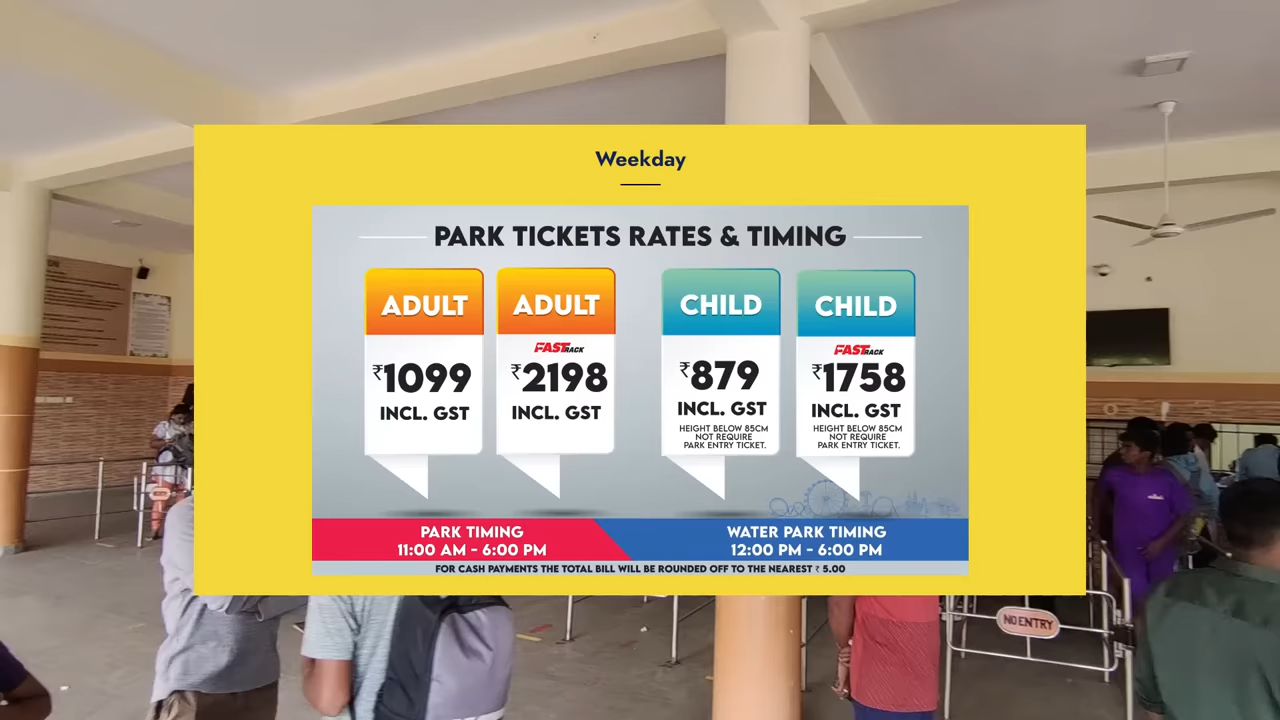 Weekday
PARK TICKETS RATES & TIMING
ADULT
₹1099
INCL. GST
ADULT
FASTRACK
₹2198
INCL. GST
CHILD
₹879
INCL. GST
HEIGHT BELOW 85CM
NOT REQUIRE
PARK ENTRY TICKET.
CHILD
FASTRACK
₹1758
INCL. GST
HEIGHT BELOW 85CM
NOT REQUIRE
PARK ENTRY TICKET.
PARK TIMING
11:00 AM - 6:00 PM
WATER PARK TIMING
12:00 PM - 6:00 PM
FOR CASH PAYMENTS THE TOTAL BILL WILL BE ROUNDED OFF TO THE NEAREST ₹ 5.00
NO ENTRY